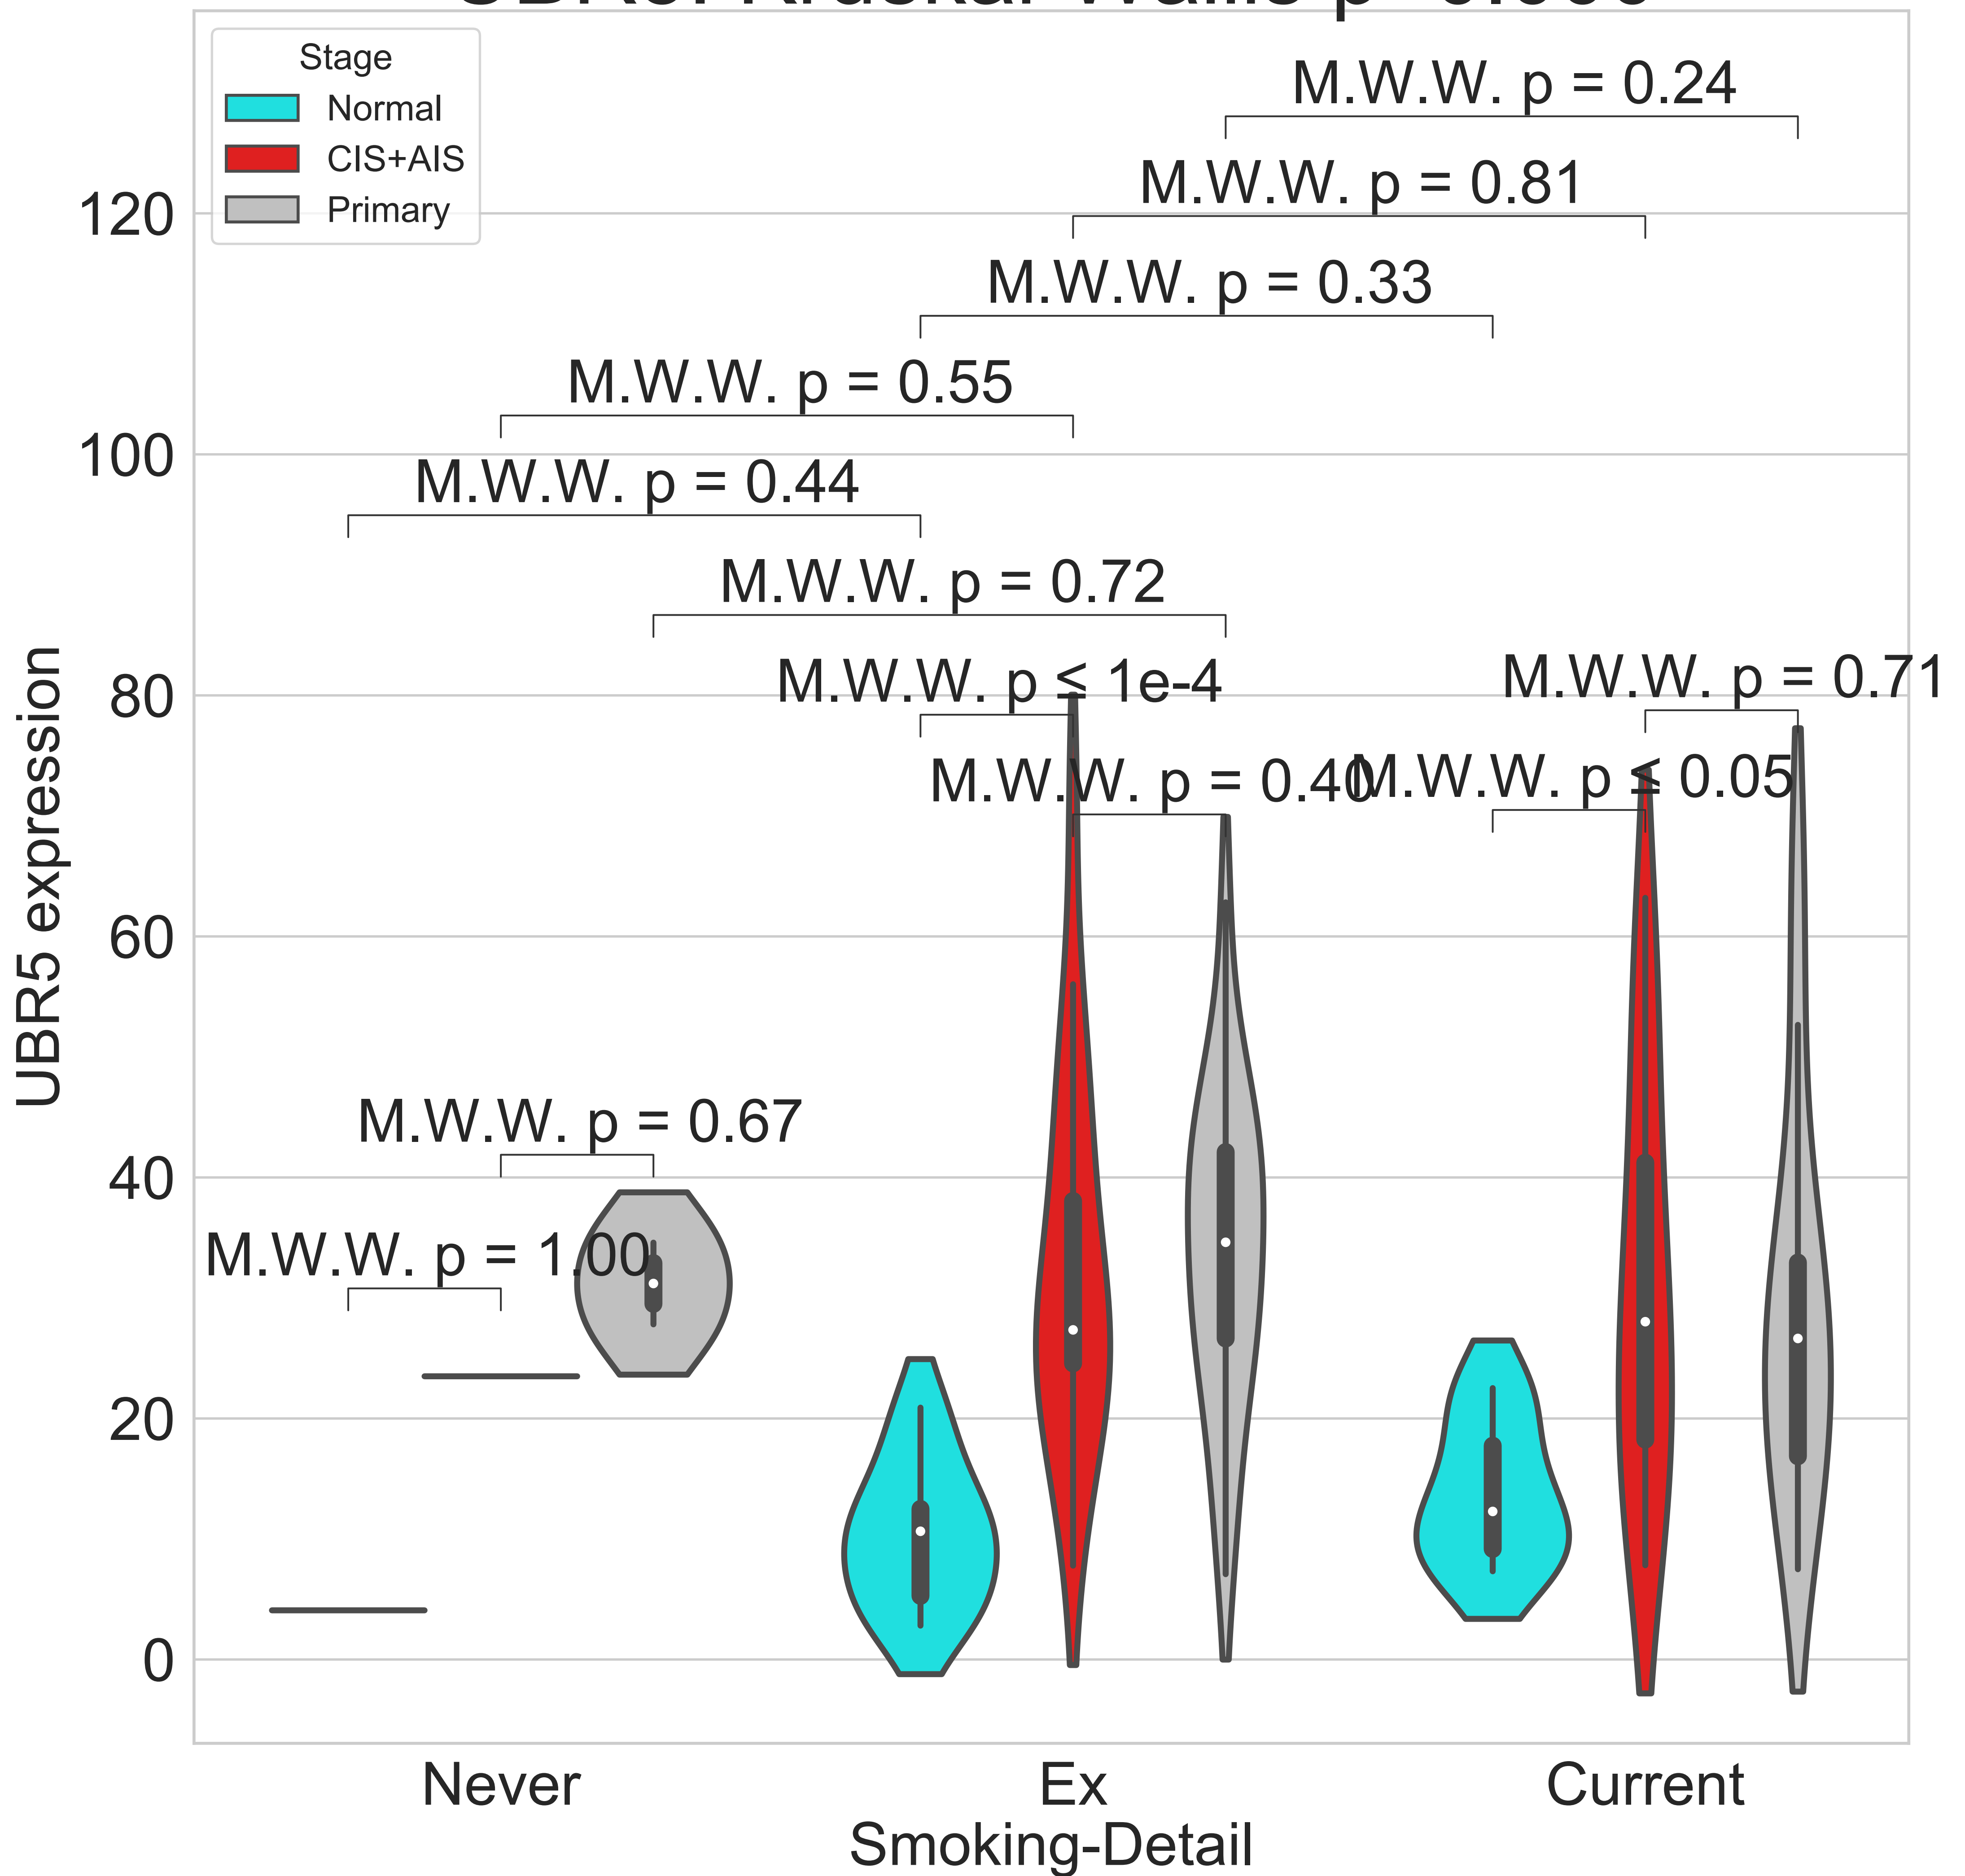 Stage
Normal
CIS+AIS
Primary
M.W.W. p = 0.24
M.W.W. p = 0.81
M.W.W. p = 0.33
M.W.W. p = 0.55
M.W.W. p = 0.44
M.W.W. p = 0.72
M.W.W. p ≤ 1e-4
M.W.W. p = 0.71
M.W.W. p = 0.40
M.W.W. p ≤ 0.05
M.W.W. p = 0.67
M.W.W. p = 1.00
120
100
80
60
40
20
0
UBR5 expression
Never
Ex
Current
Smoking-Detail